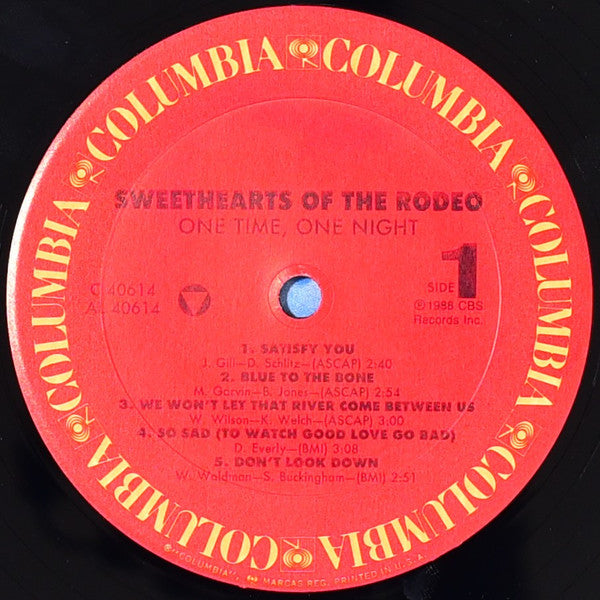 COLUMBIA COLUMBIA COLUMBIA COLUMBIA COLUMBIA COLUMBIA COLUMBIA COLUMBIA
SWEETHEARTS OF THE RODEO
ONE TIME, ONE NIGHT
C 40614
AL 40614
SIDE 1
℗1988 CBS
Records Inc.
1. SATISFY YOU
J. Gill–D. Schlitz–(ASCAP) 2:40
2. BLUE TO THE BONE
M. Garvin–B. Jones–(ASCAP) 2:54
3. WE WON'T LET THAT RIVER COME BETWEEN US
W. Wilson–K. Welch–(ASCAP) 3:00
4. SO SAD (TO WATCH GOOD LOVE GO BAD)
D. Everly–(BMI) 3:08
5. DON'T LOOK DOWN
W. Waldman–S. Buckingham–(BMI) 2:51
"COLUMBIA", MARCAS REG. PRINTED IN U.S.A.